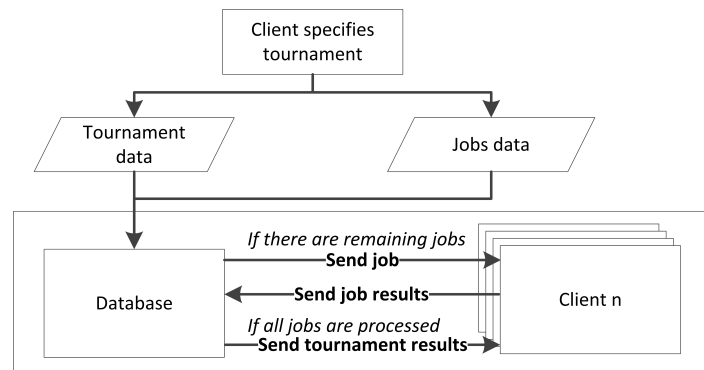 Client specifies
tournament
Tournament
data
Jobs data
If there are remaining jobs
Send job
Database
Send job results
Client n
If all jobs are processed
Send tournament results